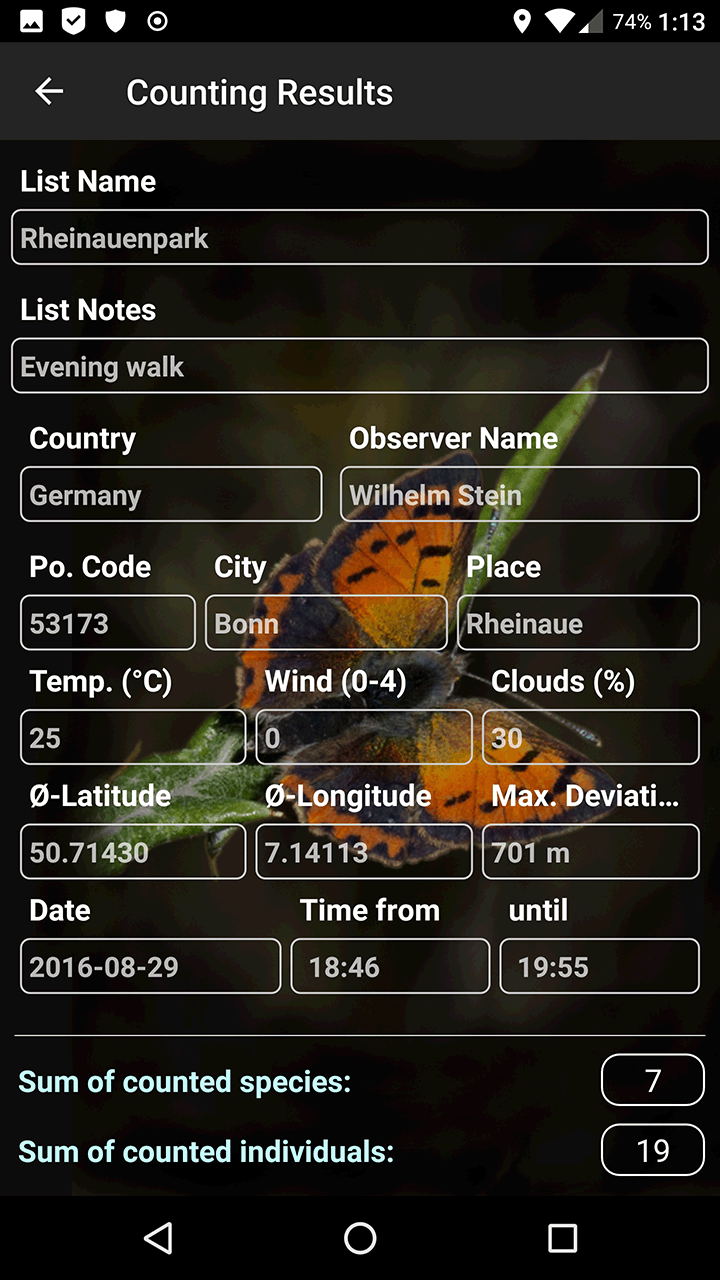 74% 1:13
Counting Results
List Name
Rheinauenpark
List Notes
Evening walk
Country Observer Name
Germany Wilhelm Stein
Po. Code City Place
53173 Bonn Rheinaue
Temp. (°C) Wind (0-4) Clouds (%)
25 0 30
Ø-Latitude Ø-Longitude Max. Deviati…
50.71430 7.14113 701 m
Date Time from until
2016-08-29 18:46 19:55
Sum of counted species: 7
Sum of counted individuals: 19